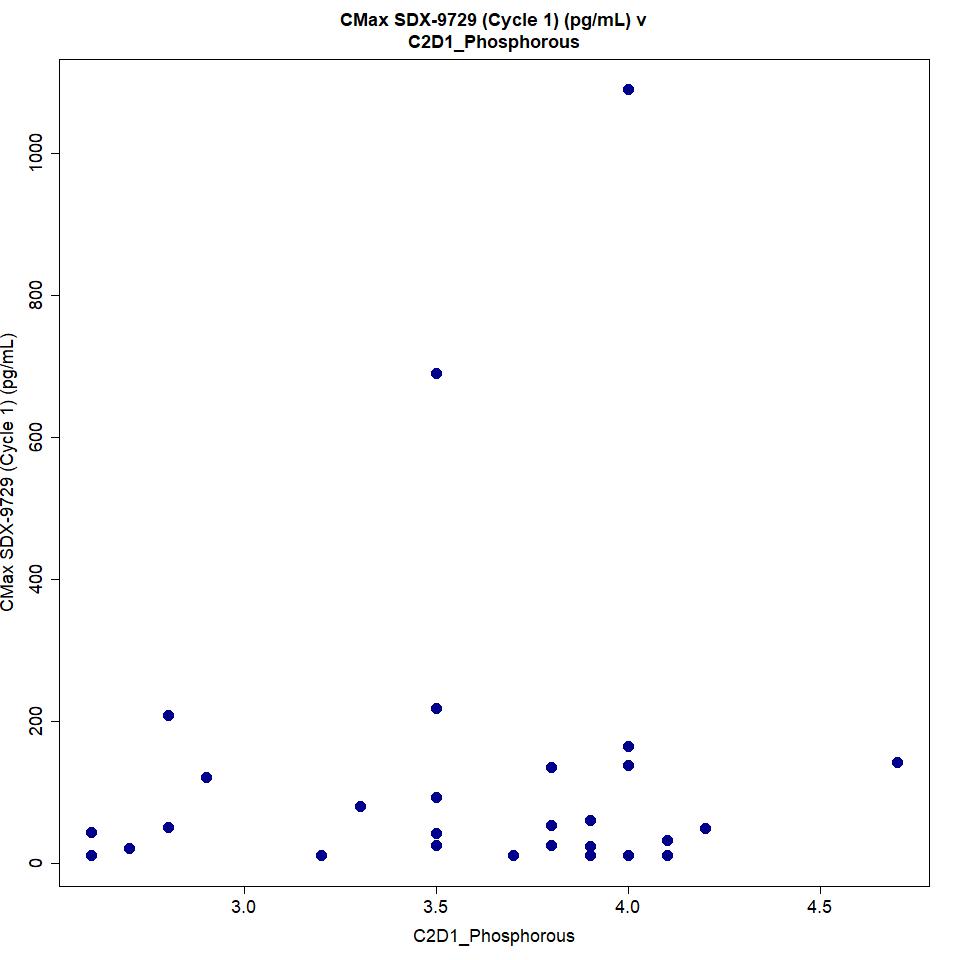 CMax SDX-9729 (Cycle 1) (pg/mL) v
C2D1_Phosphorous
1000
800
600
400
200
0
CMax SDX-9729 (Cycle 1) (pg/mL)
3.0 3.5 4.0 4.5
C2D1_Phosphorous